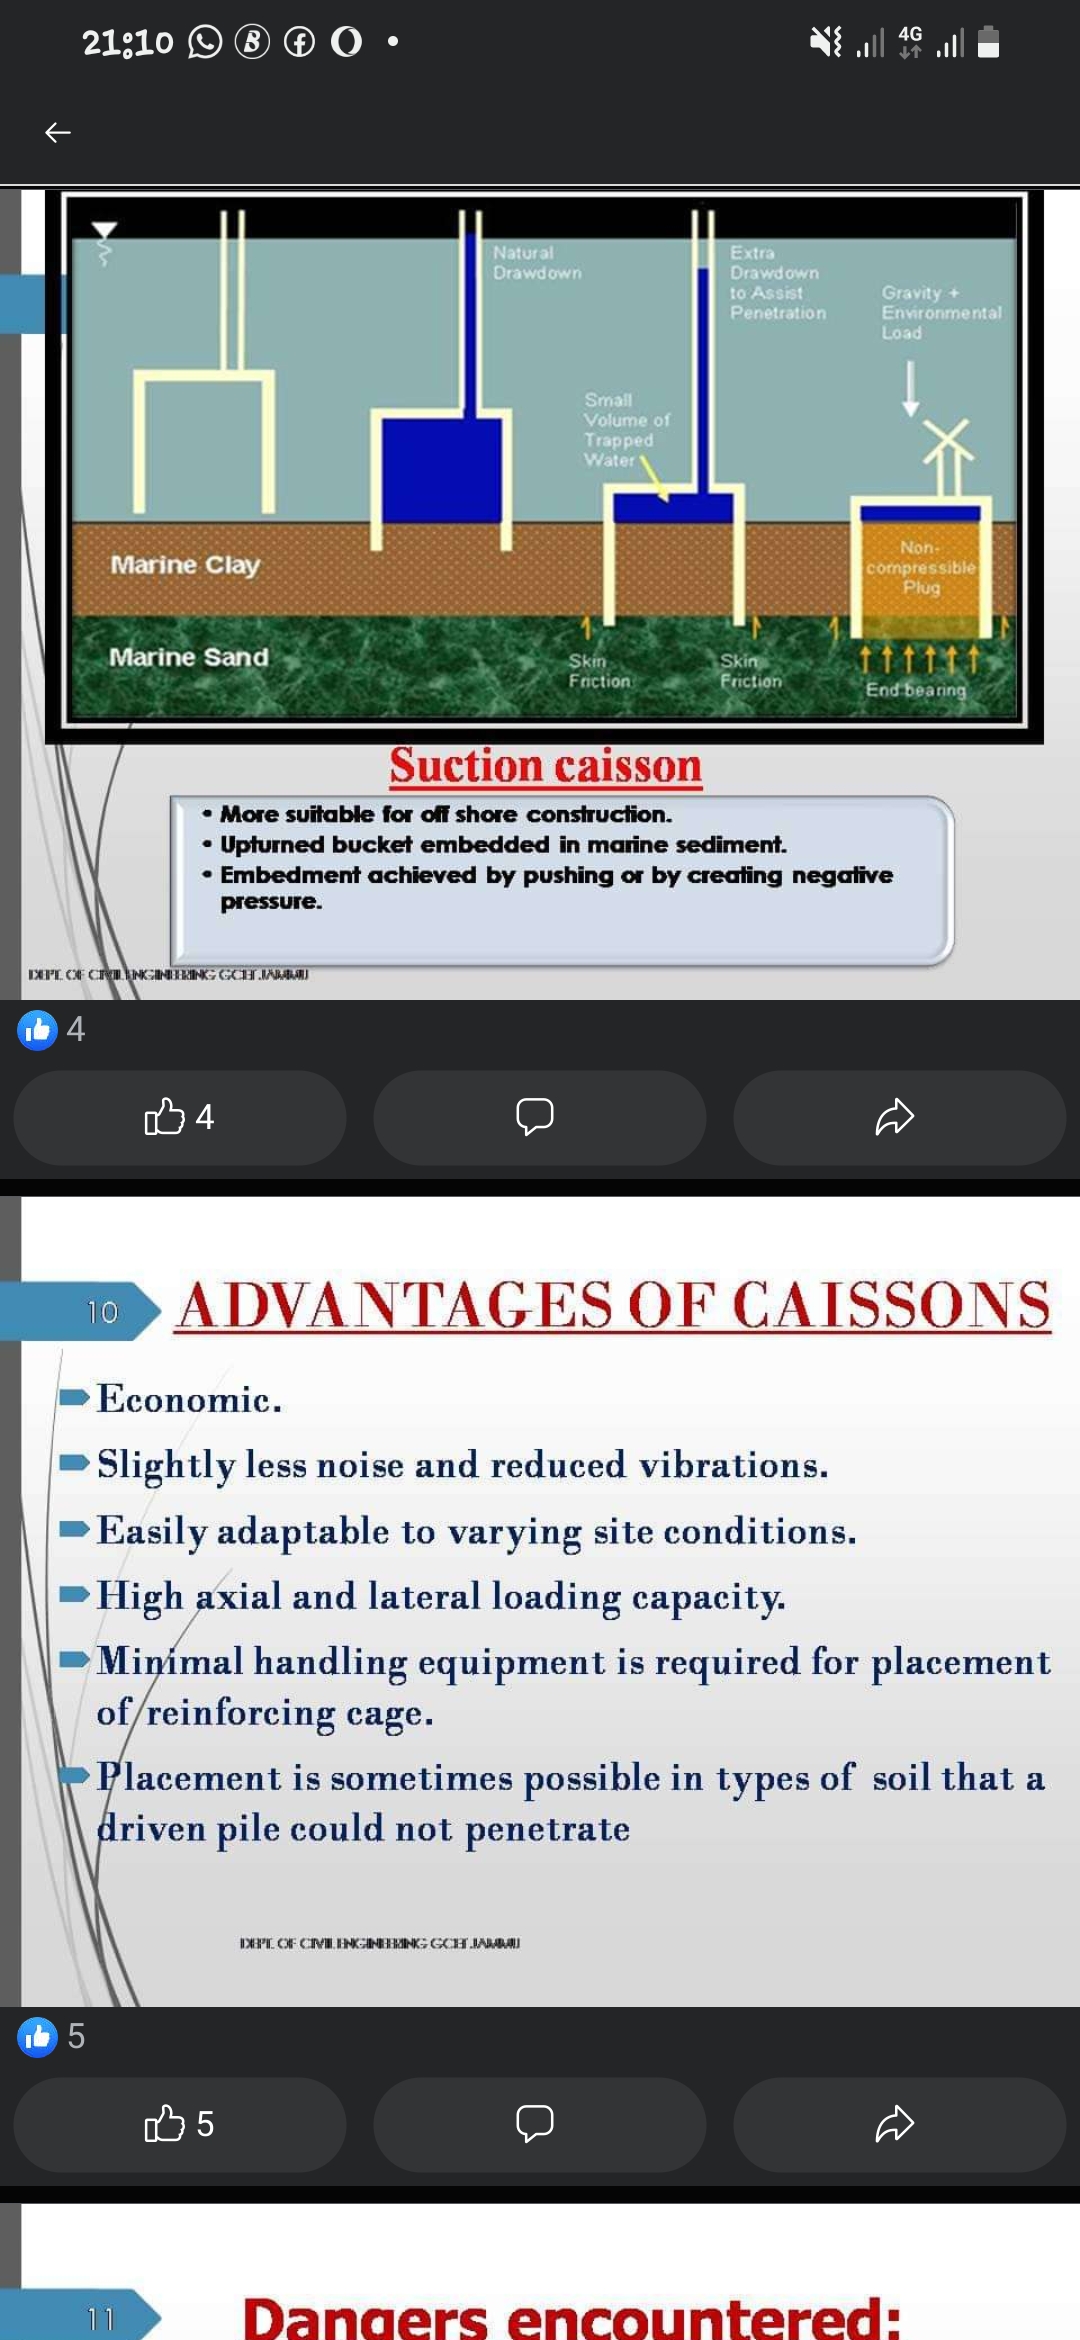 21:10
4G
Natural
Drawdown
Extra
Drawdown
to Assist
Penetration
Gravity +
Environmental
Load
Small
Volume of
Trapped
Water
Non-
compressible
Plug
Marine Clay
Marine Sand
Skin
Friction
Skin
Friction
End bearing
Suction caisson
• More suitable for off shore construction.
• Upturned bucket embedded in marine sediment.
• Embedment achieved by pushing or by creating negative
pressure.
DEPT. OF CIVIL ENGINEERING GCET JAMMU
4
4
10
ADVANTAGES OF CAISSONS
Economic.
Slightly less noise and reduced vibrations.
Easily adaptable to varying site conditions.
High axial and lateral loading capacity.
Minimal handling equipment is required for placement
of reinforcing cage.
Placement is sometimes possible in types of soil that a
driven pile could not penetrate
DEPT. OF CIVIL ENGINEERING GCET JAMMU
5
5
11
Dangers encountered: